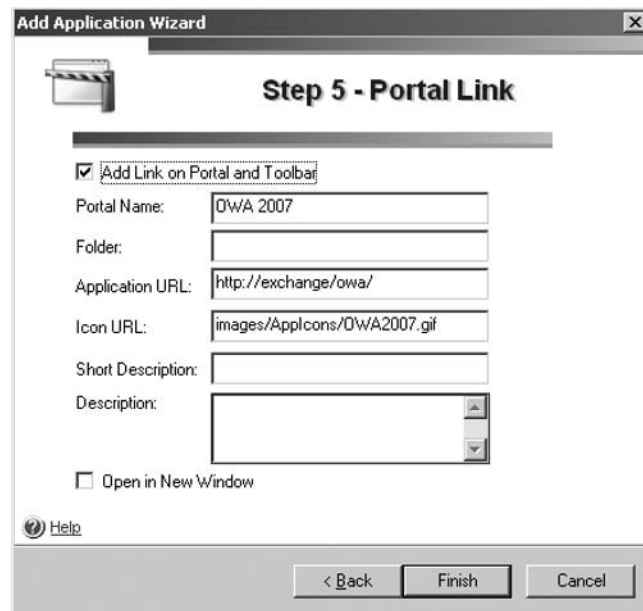 Add Application Wizard
Step 5 - Portal Link
Add Link on Portal and Toolbar
Portal Name: OWA 2007
Folder:
Application URL: http://exchange/owa/
Icon URL: images/AppIcons/OWA2007.gif
Short Description:
Description:
Open in New Window
Help
< Back Finish Cancel